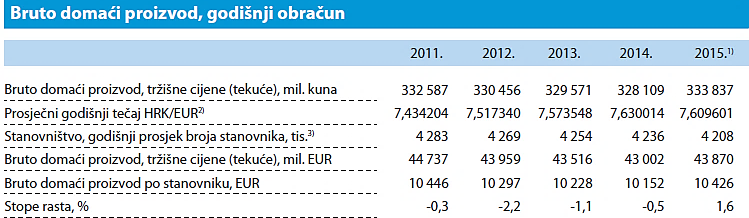 Bruto domaći proizvod, godišnji obračun
2011. 2012. 2013. 2014. 2015.1)
Bruto domaći proizvod, tržišne cijene (tekuće), mil. kuna 332 587 330 456 329 571 328 109 333 837
Prosječni godišnji tečaj HRK/EUR2) 7,434204 7,517340 7,573548 7,630014 7,609601
Stanovništvo, godišnji prosjek broja stanovnika, tis.3) 4 283 4 269 4 254 4 236 4 208
Bruto domaći proizvod, tržišne cijene (tekuće), mil. EUR 44 737 43 959 43 516 43 002 43 870
Bruto domaći proizvod po stanovniku, EUR 10 446 10 297 10 228 10 152 10 426
Stope rasta, % -0,3 -2,2 -1,1 -0,5 1,6